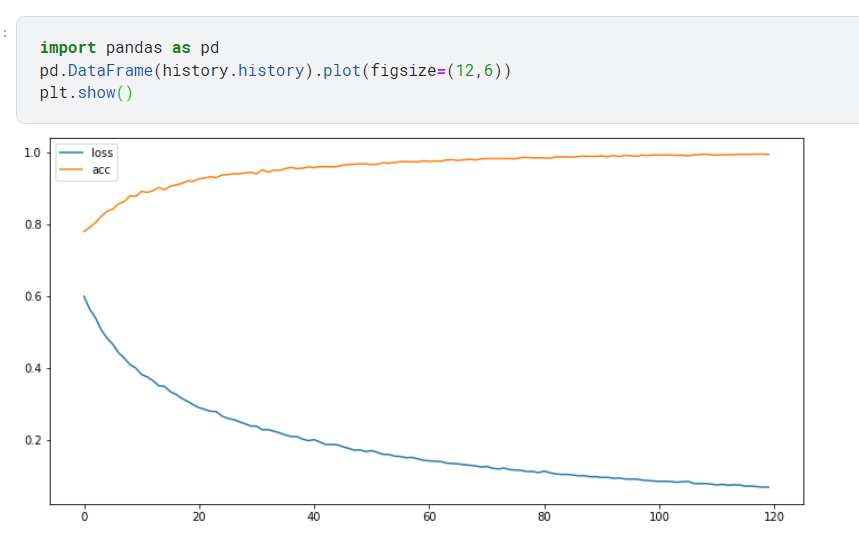 :
import pandas as pd
pd.DataFrame(history.history).plot(figsize=(12,6))
plt.show()
1.0
loss
acc
0.8
0.6
0.4
0.2
0 20 40 60 80 100 120